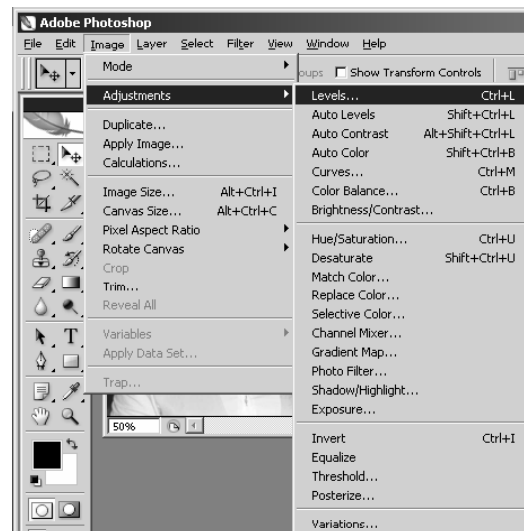 Adobe Photoshop
File Edit Image Layer Select Filter View Window Help
Mode
oups Show Transform Controls
Adjustments
Duplicate...
Apply Image...
Calculations...
Image Size... Alt+Ctrl+I
Canvas Size... Alt+Ctrl+C
Pixel Aspect Ratio
Rotate Canvas
Crop
Trim...
Reveal All
Variables
Apply Data Set...
Trap...
Levels... Ctrl+L
Auto Levels Shift+Ctrl+L
Auto Contrast Alt+Shift+Ctrl+L
Auto Color Shift+Ctrl+B
Curves... Ctrl+M
Color Balance... Ctrl+B
Brightness/Contrast...
Hue/Saturation... Ctrl+U
Desaturate Shift+Ctrl+U
Match Color...
Replace Color...
Selective Color...
Channel Mixer...
Gradient Map...
Photo Filter...
Shadow/Highlight...
Exposure...
Invert Ctrl+I
Equalize
Threshold...
Posterize...
Variations...
T
50%